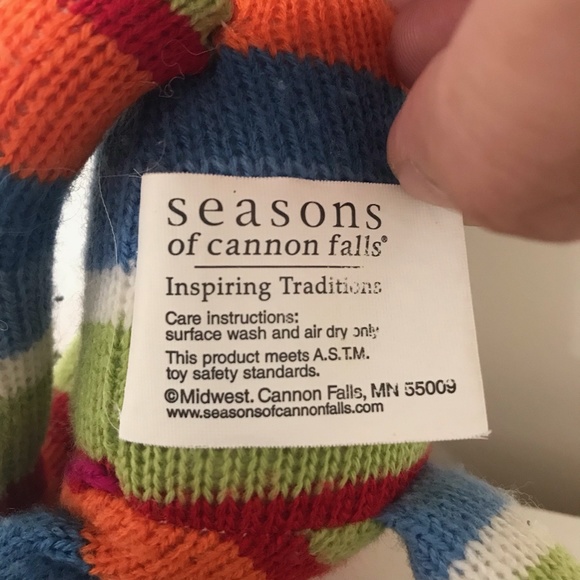 seasons
of cannon falls®
Inspiring Traditions
Care instructions:
surface wash and air dry only
This product meets A.S.T.M.
toy safety standards.
©Midwest. Cannon Falls, MN 55009
www.seasonsofcannonfalls.com